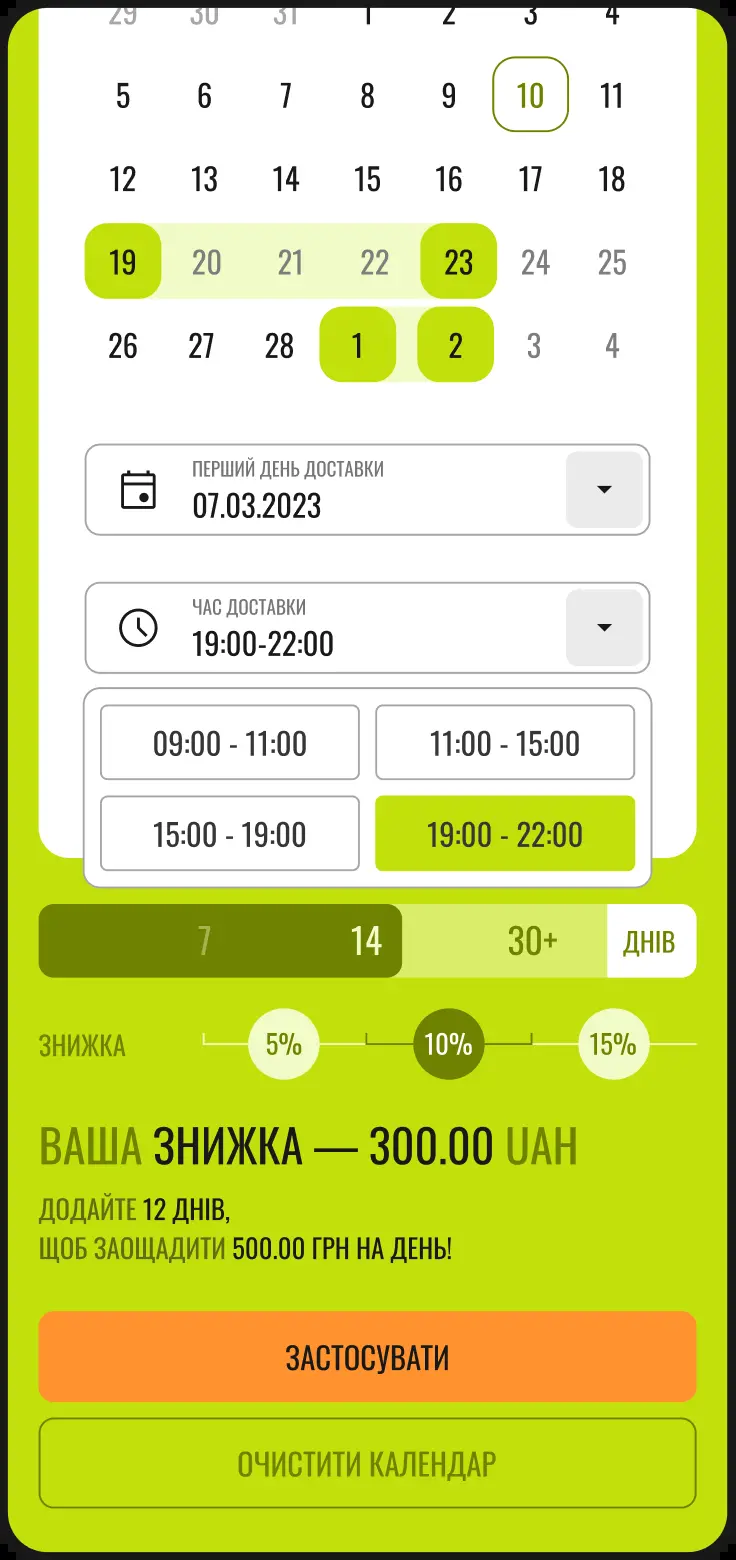 29 30 31 1 2 3 4
5 6 7 8 9 10 11
12 13 14 15 16 17 18
19 20 21 22 23 24 25
26 27 28 1 2 3 4
ПЕРШИЙ ДЕНЬ ДОСТАВКИ
07.03.2023
ЧАС ДОСТАВКИ
19:00-22:00
09:00 - 11:00 11:00 - 15:00
15:00 - 19:00 19:00 - 22:00
7 14 30+ ДНІВ
ЗНИЖКА 5% 10% 15%
ВАША ЗНИЖКА — 300.00 UAH
ДОДАЙТЕ 12 ДНІВ,
ЩОБ ЗАОЩАДИТИ 500.00 ГРН НА ДЕНЬ!
ЗАСТОСУВАТИ
ОЧИСТИТИ КАЛЕНДАР